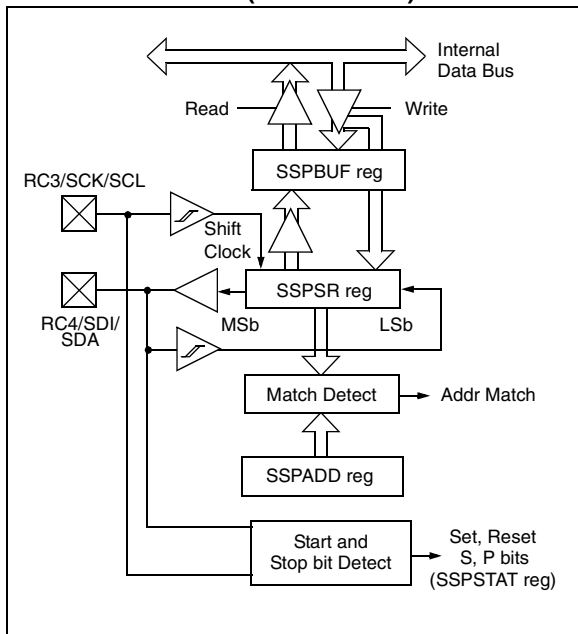 Internal
Data Bus
Read
Write
SSPBUF reg
RC3/SCK/SCL
Shift
Clock
SSPSR reg
MSb
LSb
RC4/SDI/
SDA
Match Detect
Addr Match
SSPADD reg
Start and
Stop bit Detect
Set, Reset
S, P bits
(SSPSTAT reg)